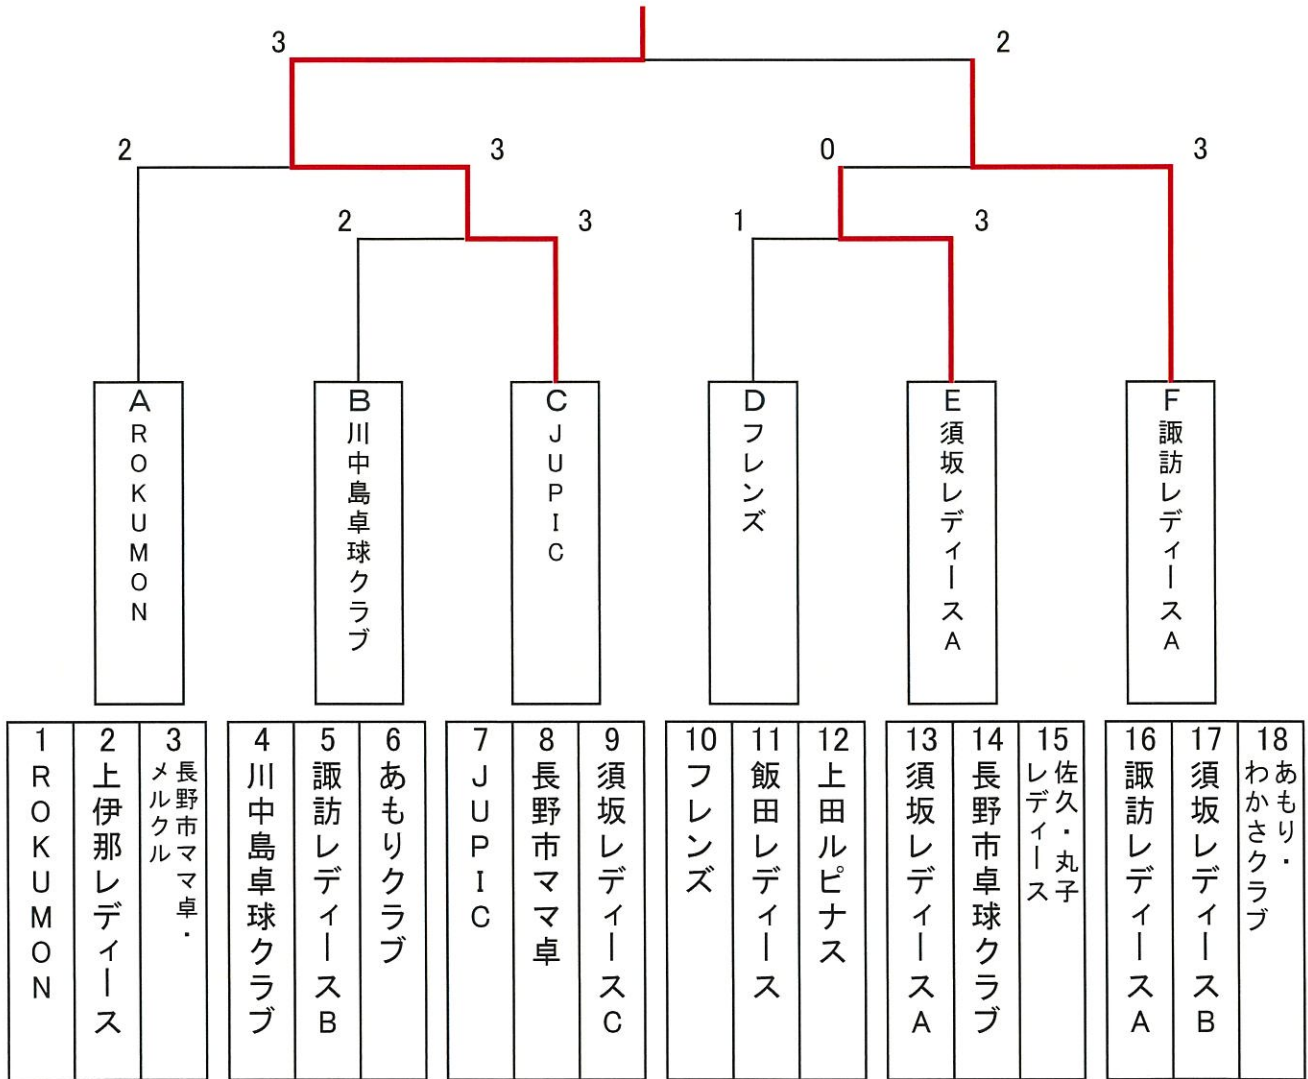 3
2
2
3
0
3
2
3
1
3
A ROKUMON
B 川中島卓球クラブ
C JUPIC
D フレンズ
E 須坂レディースA
F 諏訪レディースA
1 ROKUMON
2 上伊那レディース
3 長野市ママ卓・
メルクル
4 川中島卓球クラブ
5 諏訪レディースB
6 あもりクラブ
7 JUPIC
8 長野市ママ卓
9 須坂レディースC
10 フレンズ
11 飯田レディース
12 上田ルピナス
13 須坂レディースA
14 長野市卓球クラブ
15 佐久・丸子
レディース
16 諏訪レディースA
17 須坂レディースB
18 あもり・
わかさクラブ